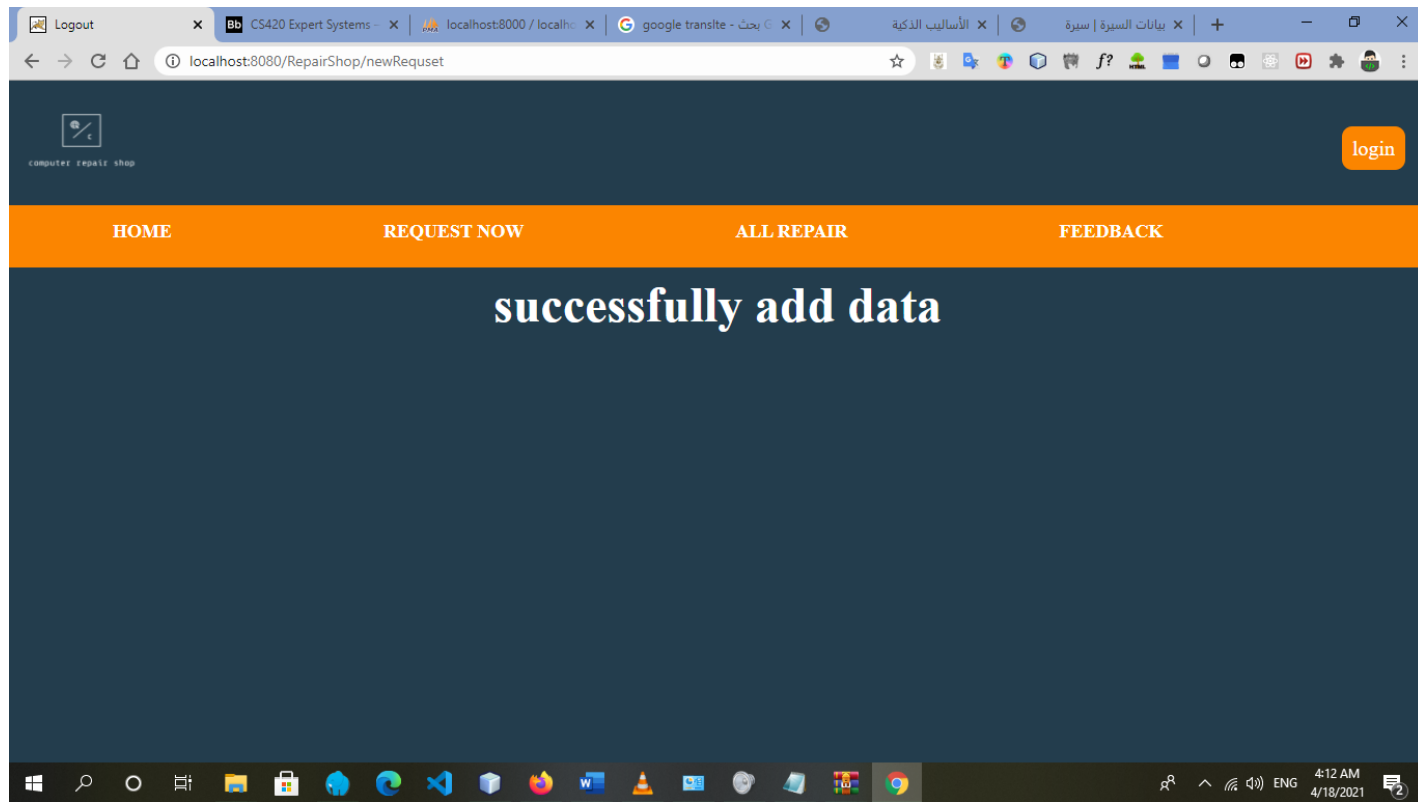 Logout
CS420 Expert Systems -
localhost:8000 / localhc
google translte - بحث G
الأساليب الذكية
بيانات السيرة | سيرة
localhost:8080/RepairShop/newRequset
f?
computer repair shop
login
HOME REQUEST NOW ALL REPAIR FEEDBACK
successfully add data
ENG
4:12 AM
4/18/2021
2